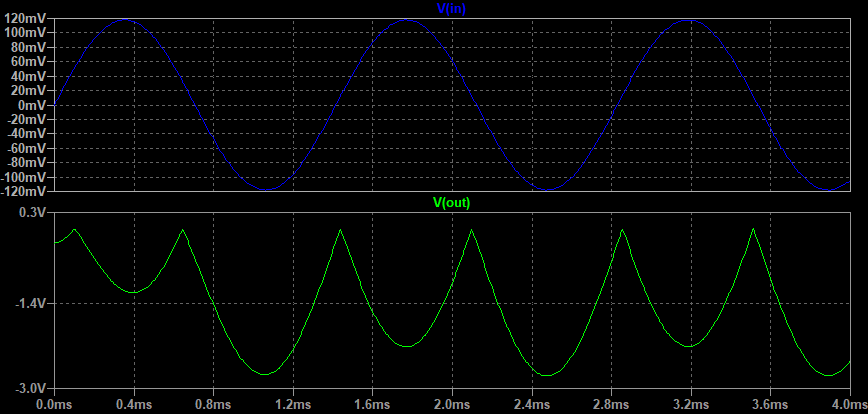 V(in)
120mV
100mV
80mV
60mV
40mV
20mV
0mV
-20mV
-40mV
-60mV
-80mV
-100mV
-120mV
V(out)
0.3V
-1.4V
-3.0V
0.0ms 0.4ms 0.8ms 1.2ms 1.6ms 2.0ms 2.4ms 2.8ms 3.2ms 3.6ms 4.0ms